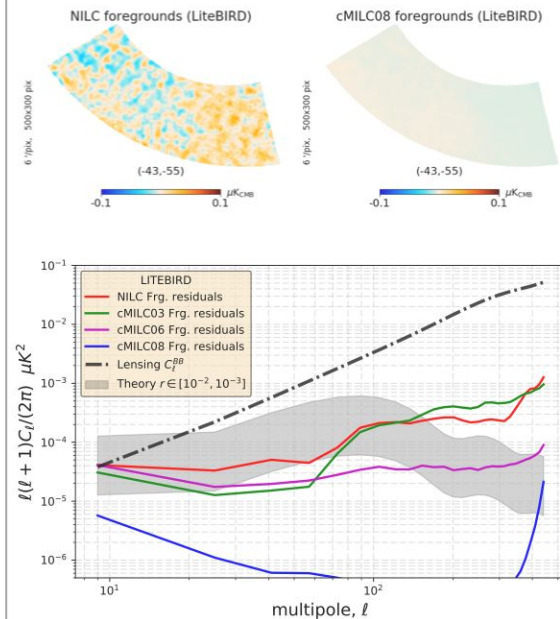 NILC foregrounds (LiteBIRD)
cMILC08 foregrounds (LiteBIRD)
6 '/pix, 500x300 pix
6 '/pix, 500x300 pix
(-43,-55)
(-43,-55)
μK_CMB
μK_CMB
-0.1 0.1
-0.1 0.1
LITEBIRD
NILC Frg. residuals
cMILC03 Frg. residuals
cMILC06 Frg. residuals
cMILC08 Frg. residuals
Lensing C_ℓ^BB
Theory r ∈ [10^-2, 10^-3]
ℓ(ℓ + 1)C_ℓ/(2π) μK^2
10^-1
10^-2
10^-3
10^-4
10^-5
10^-6
10^1 10^2
multipole, ℓ